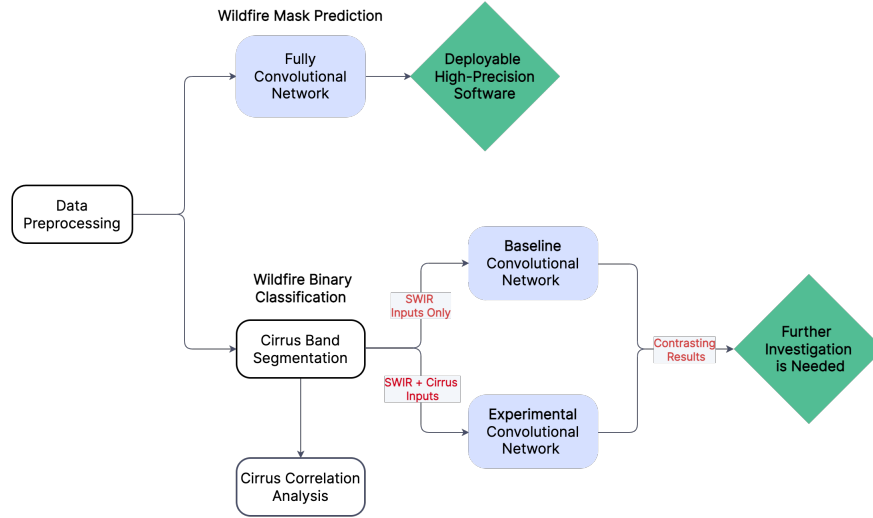 Wildfire Mask Prediction
Fully
Convolutional
Network
Deployable
High-Precision
Software
Data
Preprocessing
Wildfire Binary
Classification
Cirrus Band
Segmentation
SWIR
Inputs Only
SWIR + Cirrus
Inputs
Baseline
Convolutional
Network
Experimental
Convolutional
Network
Contrasting
Results
Further
Investigation
is Needed
Cirrus Correlation
Analysis